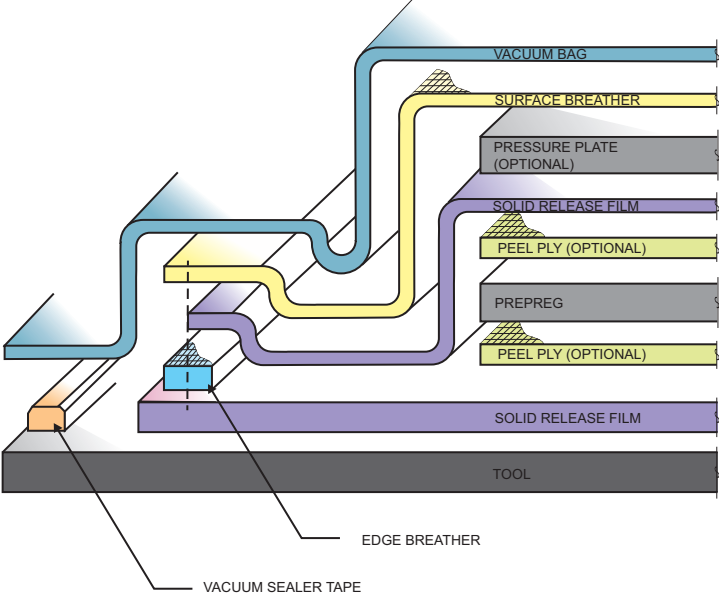 VACUUM BAG
SURFACE BREATHER
PRESSURE PLATE
(OPTIONAL)
SOLID RELEASE FILM
PEEL PLY (OPTIONAL)
PREPREG
PEEL PLY (OPTIONAL)
SOLID RELEASE FILM
TOOL
EDGE BREATHER
VACUUM SEALER TAPE